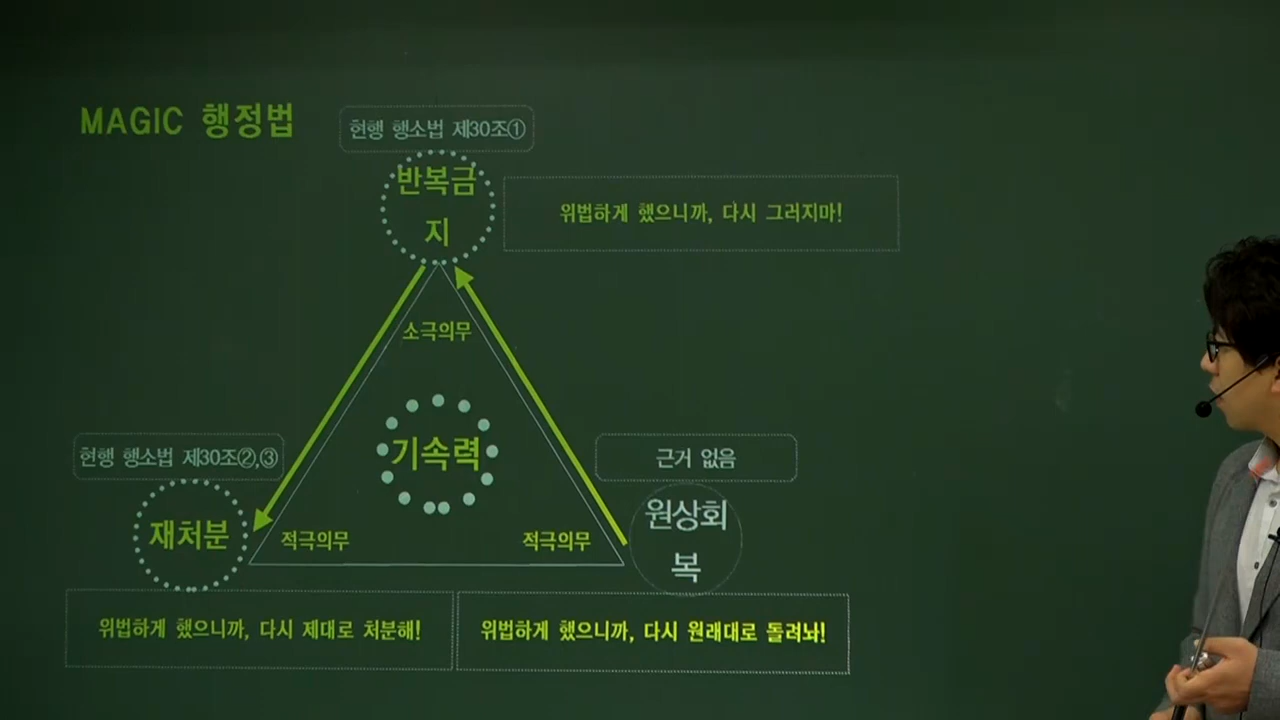 MAGIC 행정법
현행 행소법 제30조①
반복금
지
위법하게 했으니까, 다시 그러지마!
소극의무
기속력
현행 행소법 제30조②,③
근거 없음
재처분
적극의무
적극의무
원상회
복
위법하게 했으니까, 다시 제대로 처분해!
위법하게 했으니까, 다시 원래대로 돌려놔!